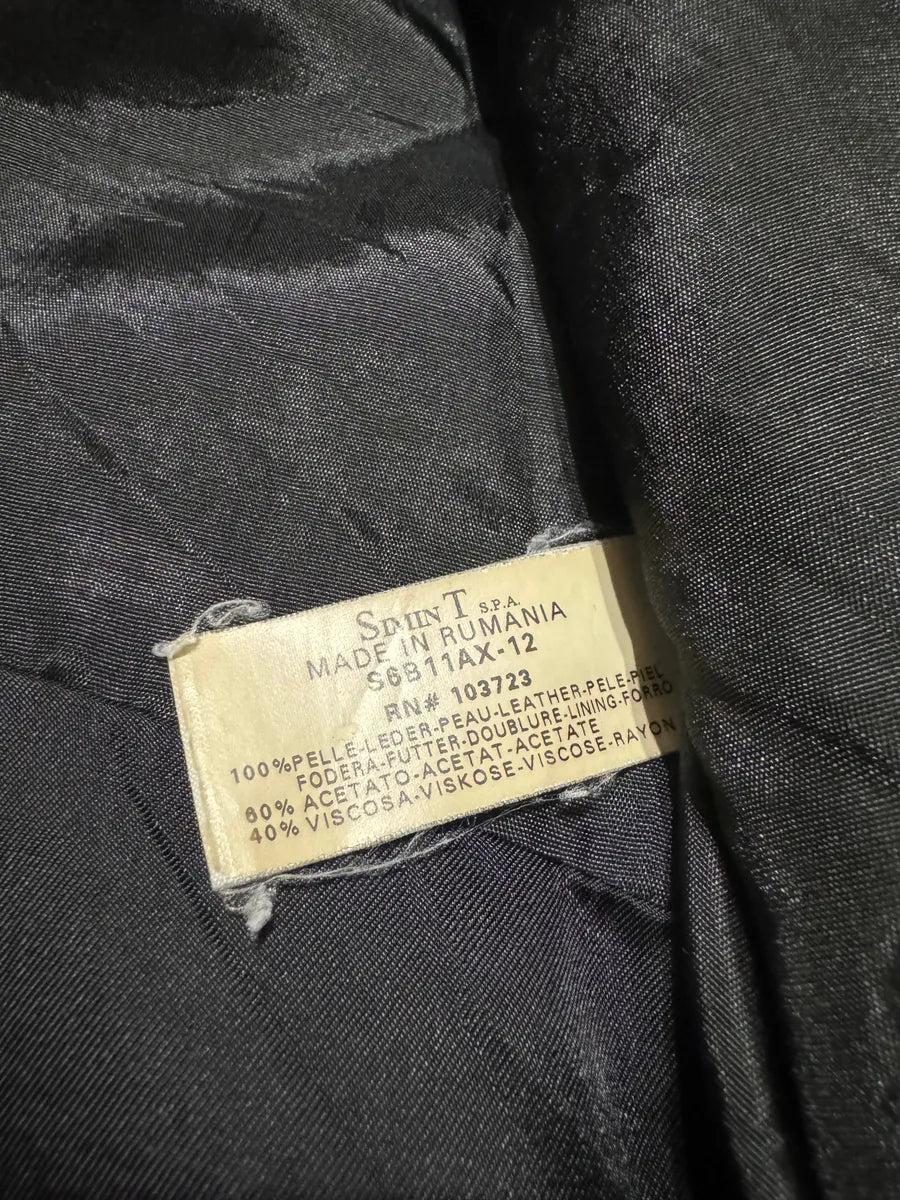 SIMINT S.P.A.
MADE IN RUMANIA
S6B11AX-12
RN# 103723
100%PELLE-LEDER-PEAU-LEATHER-PELE-PIEL
FODERA-FUTTER-DOUBLURE-LINING-FORRO
60% ACETATO-ACETAT-ACETATE
40% VISCOSA-VISKOSE-VISCOSE-RAYON